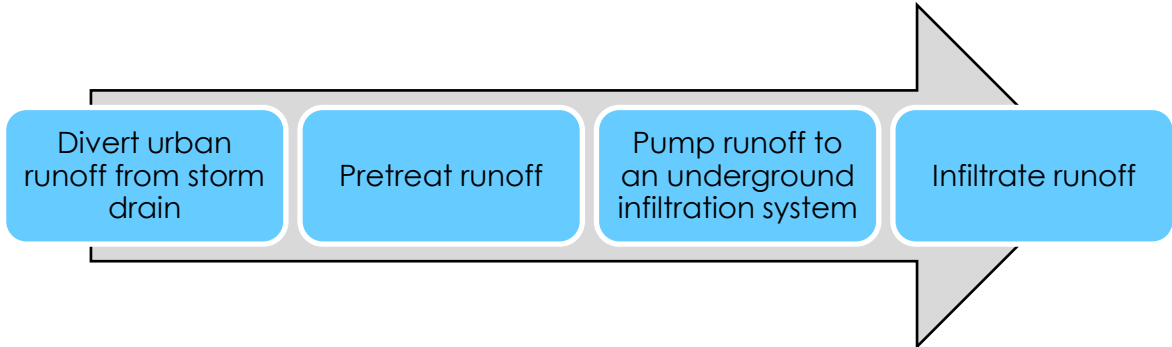 Divert urban
runoff from storm
drain
Pretreat runoff
Pump runoff to
an underground
infiltration system
Infiltrate runoff